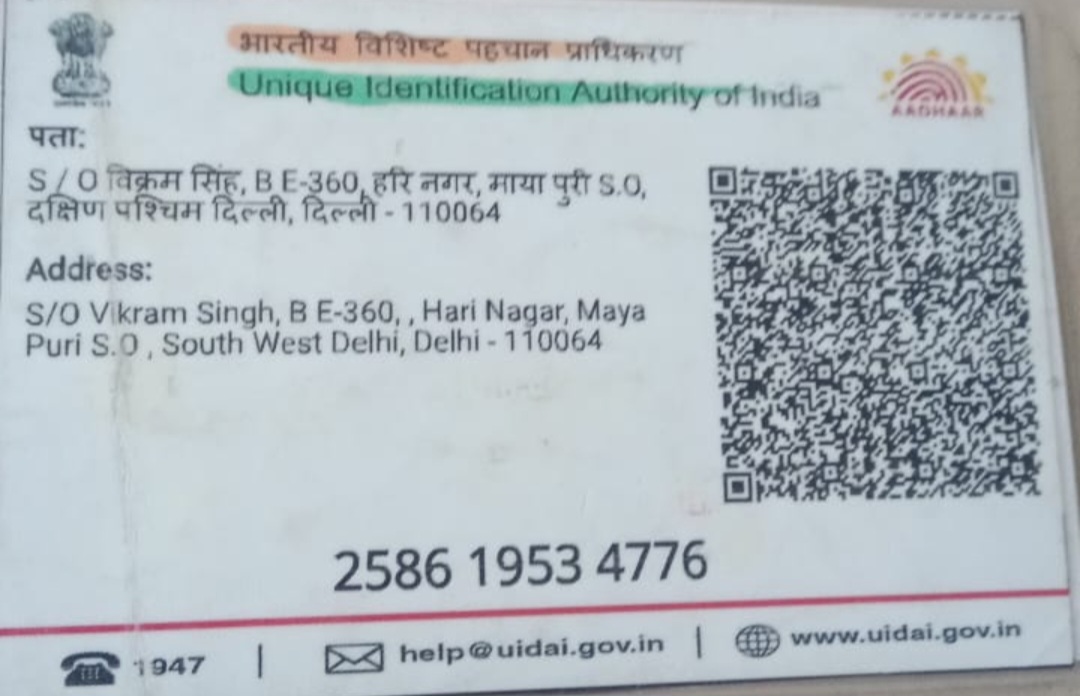 भारतीय विशिष्ट पहचान प्राधिकरण
Unique Identification Authority of India
AADHAAR
पता:
S / O विक्रम सिंह, B E-360, हरि नगर, माया पुरी S.O,
दक्षिण पश्चिम दिल्ली, दिल्ली - 110064
Address:
S/O Vikram Singh, B E-360, , Hari Nagar, Maya
Puri S.O , South West Delhi, Delhi - 110064
2586 1953 4776
1947 | help@uidai.gov.in | www.uidai.gov.in